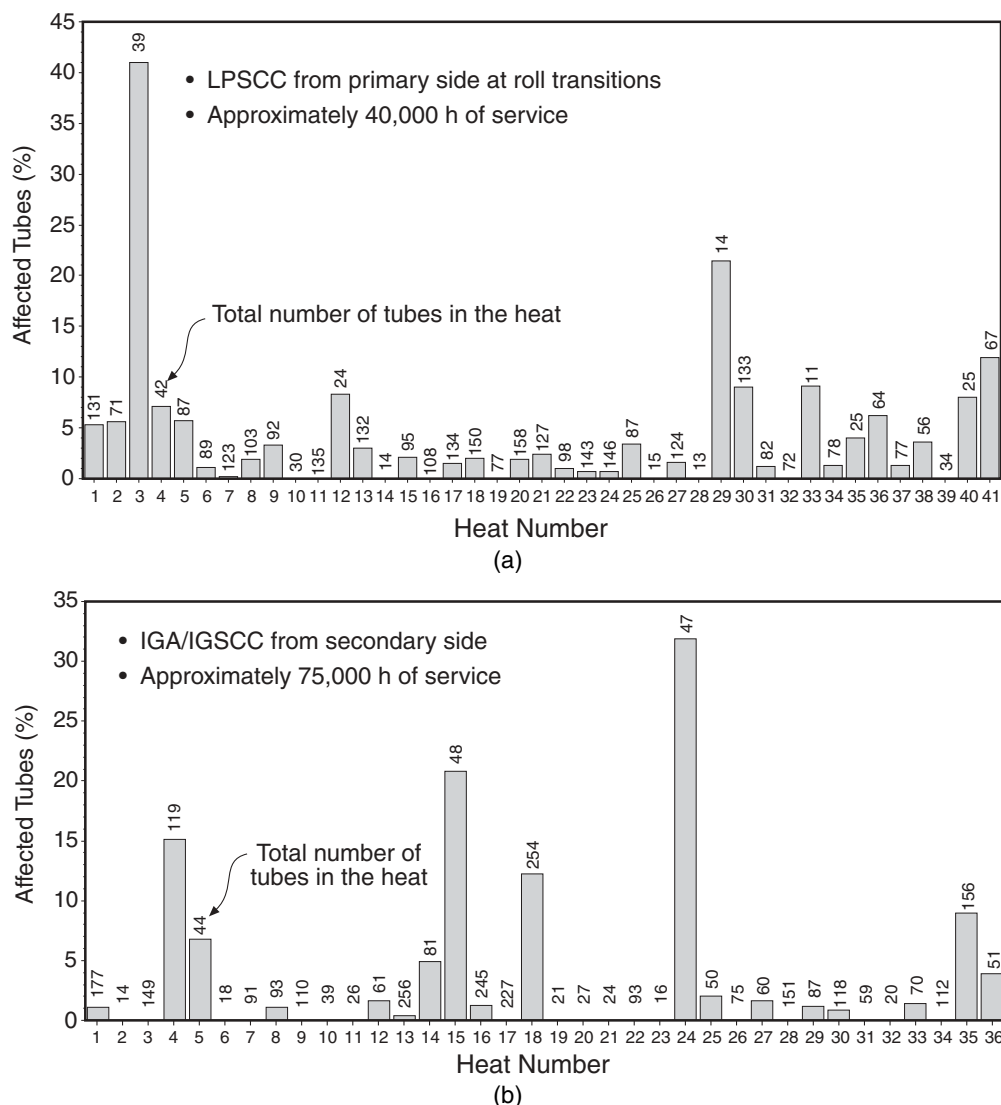 45
40
35
30
25
20
15
10
5
0
Affected Tubes (%)
• LPSCC from primary side at roll transitions
• Approximately 40,000 h of service
Total number of tubes in the heat
131 71 39 42 87 89 123 103 92 30 135 24 132 14 95 108 134 150 77 158 127 98 143 146 87 15 124 13 14 133 82 72 11 78 25 64 77 56 34 25 67
1 2 3 4 5 6 7 8 9 10 11 12 13 14 15 16 17 18 19 20 21 22 23 24 25 26 27 28 29 30 31 32 33 34 35 36 37 38 39 40 41
Heat Number
(a)
35
30
25
20
15
10
5
0
Affected Tubes (%)
• IGA/IGSCC from secondary side
• Approximately 75,000 h of service
Total number of
tubes in the heat
177 14 149 119 44 18 91 93 110 39 26 61 256 81 48 245 227 254 21 27 24 93 16 47 50 75 60 151 87 118 59 20 70 112 156 51
1 2 3 4 5 6 7 8 9 10 11 12 13 14 15 16 17 18 19 20 21 22 23 24 25 26 27 28 29 30 31 32 33 34 35 36
Heat Number
(b)